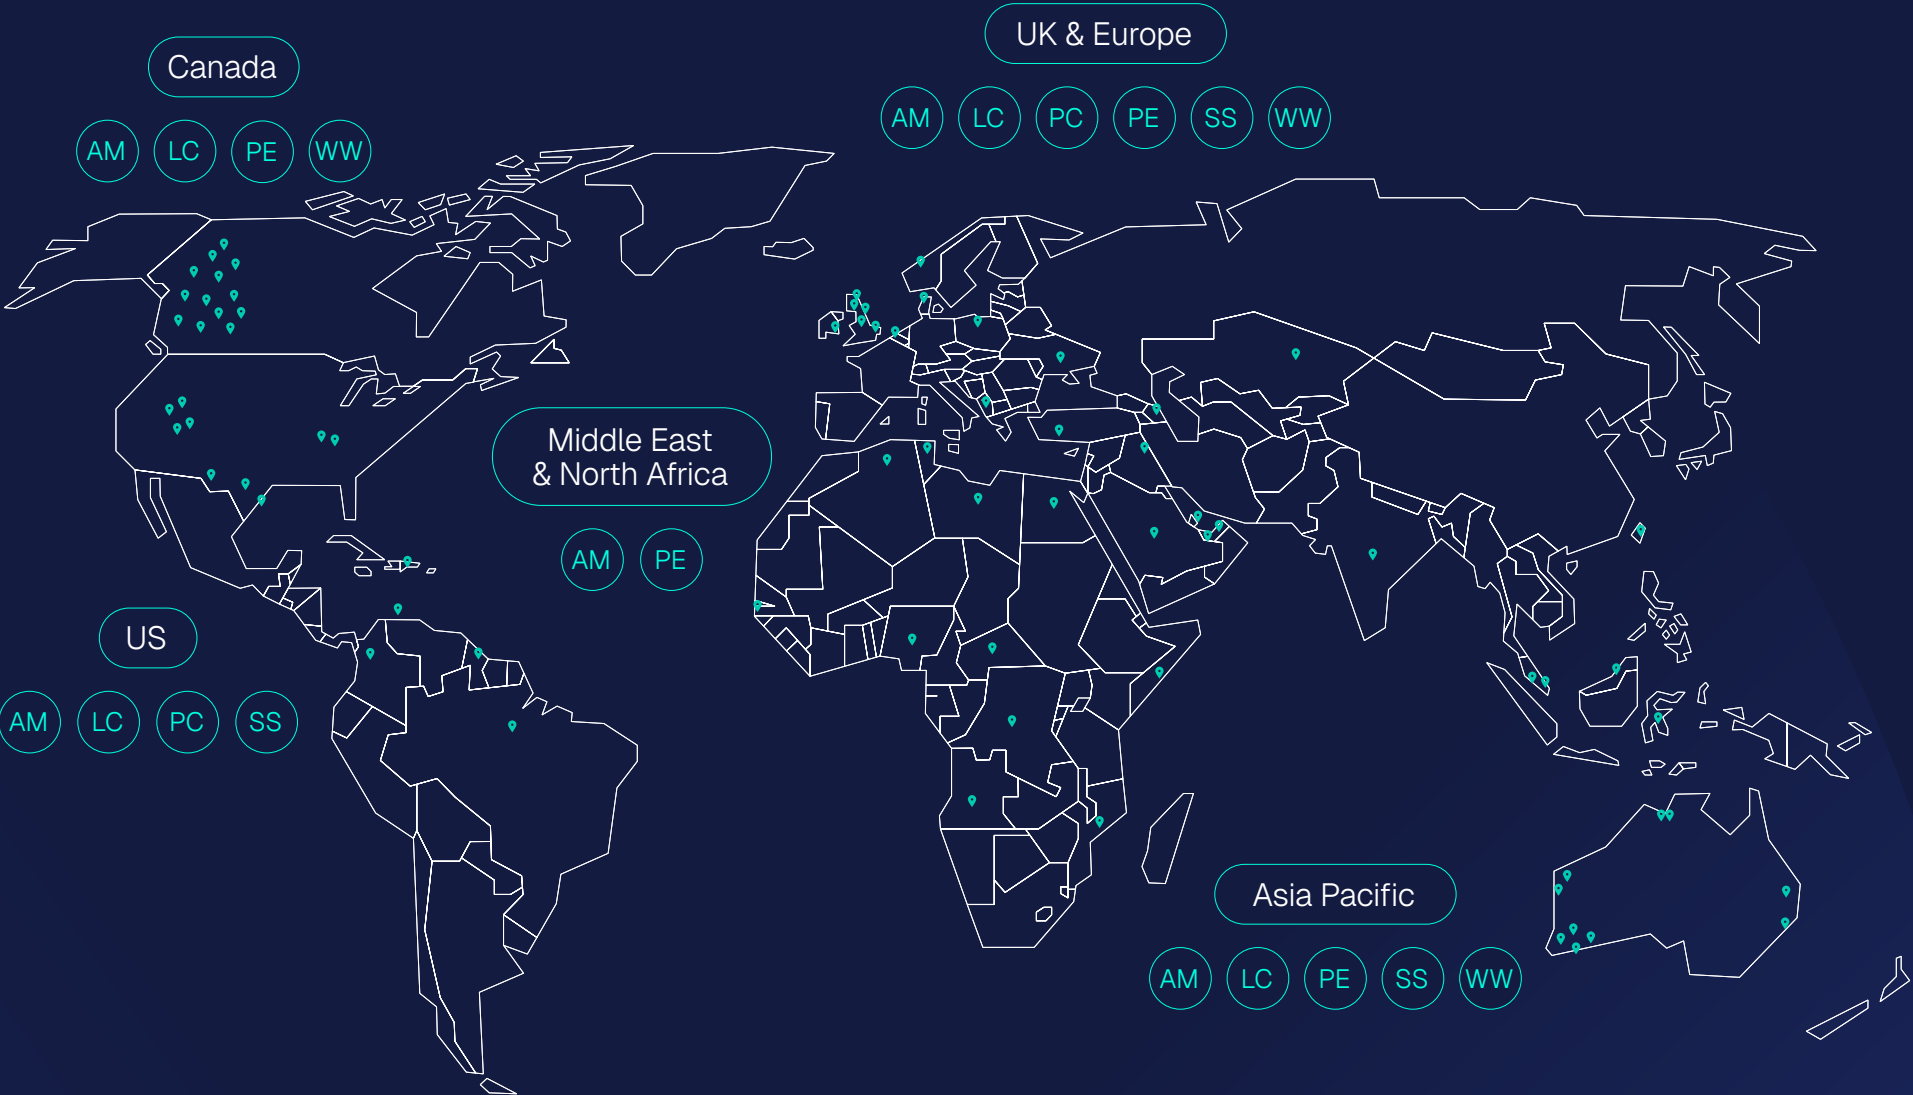 UK & Europe
AM LC PC PE SS WW
Canada
AM LC PE WW
Middle East
& North Africa
AM PE
US
AM LC PC SS
Asia Pacific
AM LC PE SS WW